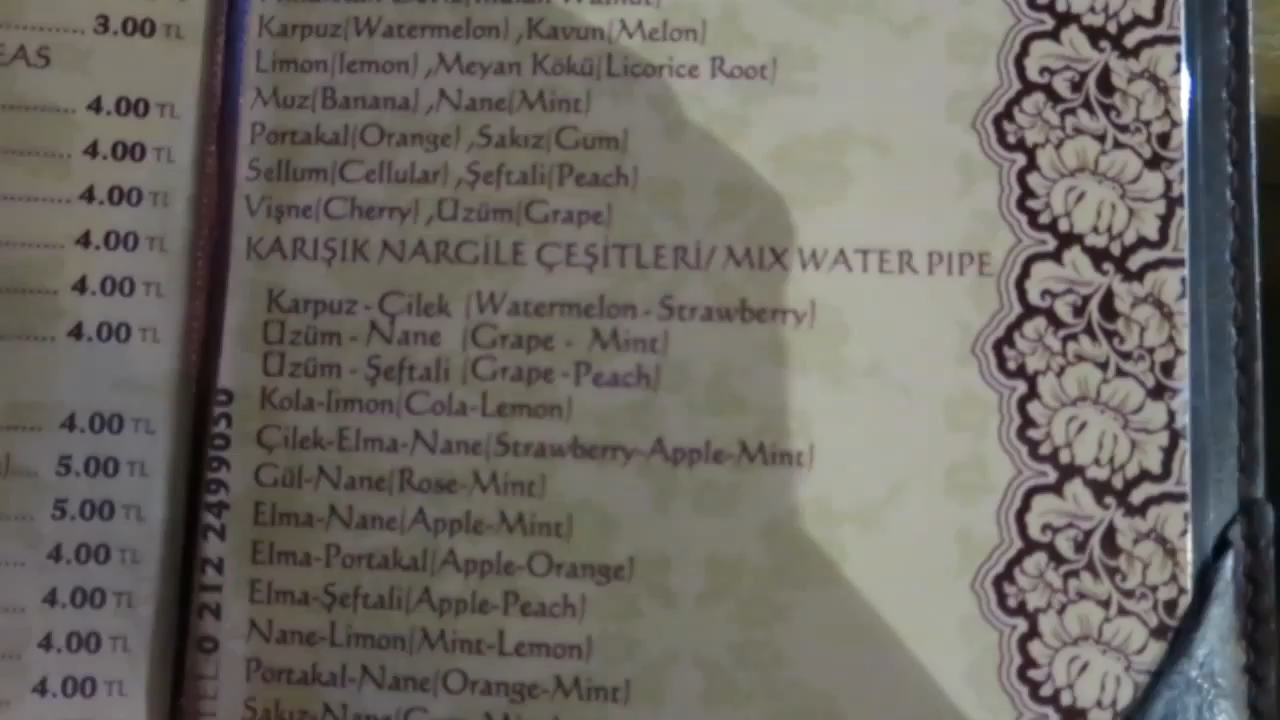 3.00 TL
EAS
4.00 TL
4.00 TL
4.00 TL
4.00 TL
4.00 TL
4.00 TL
4.00 TL
5.00 TL
5.00 TL
4.00 TL
4.00 TL
4.00 TL
4.00 TL
TEL: 0 212 2499050
Karpuz(Watermelon) ,Kavun(Melon)
Limon(lemon) ,Meyan Kökü(Licorice Root)
Muz(Banana) ,Nane(Mint)
Portakal(Orange) ,Sakız(Gum)
Sellum(Cellular) ,Şeftali(Peach)
Vişne(Cherry) ,Üzüm(Grape)
KARIŞIK NARGİLE ÇEŞİTLERİ/ MIX WATER PIPE
Karpuz - Çilek (Watermelon - Strawberry)
Üzüm - Nane (Grape - Mint)
Üzüm - Şeftali (Grape - Peach)
Kola-limon(Cola-Lemon)
Çilek-Elma-Nane(Strawberry-Apple-Mint)
Gül-Nane(Rose-Mint)
Elma-Nane(Apple-Mint)
Elma-Portakal(Apple-Orange)
Elma-Şeftali(Apple-Peach)
Nane-Limon(Mint-Lemon)
Portakal-Nane(Orange-Mint)